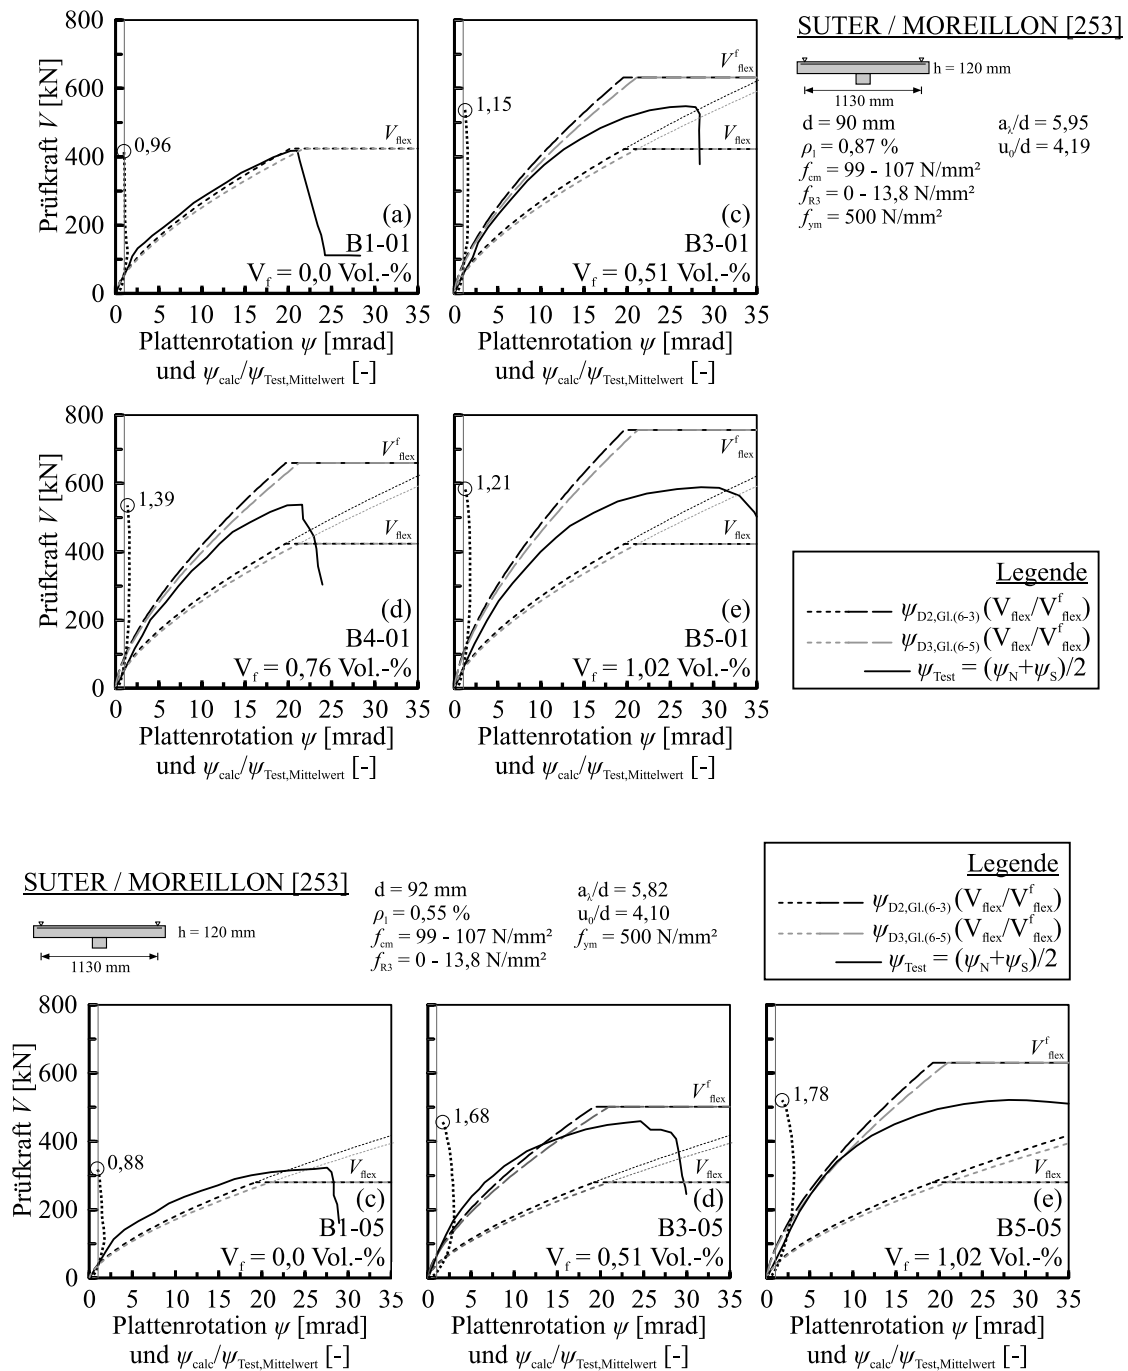 SUTER / MOREILLON [253]
h = 120 mm
1130 mm
d = 90 mm
a_λ/d = 5,95
ρ_l = 0,87 %
u_0/d = 4,19
f_cm = 99 - 107 N/mm²
f_R3 = 0 - 13,8 N/mm²
f_ym = 500 N/mm²
Prüfkraft V [kN]
800
600
400
200
0
0,96
V_flex
(a)
B1-01
V_f = 0,0 Vol.-%
0 5 10 15 20 25 30 35
Plattenrotation ψ [mrad]
und ψ_calc/ψ_Test,Mittelwert [-]
1,15
V^f_flex
V_flex
(c)
B3-01
V_f = 0,51 Vol.-%
0 5 10 15 20 25 30 35
Plattenrotation ψ [mrad]
und ψ_calc/ψ_Test,Mittelwert [-]
Prüfkraft V [kN]
800
600
400
200
0
1,39
V^f_flex
V_flex
(d)
B4-01
V_f = 0,76 Vol.-%
0 5 10 15 20 25 30 35
Plattenrotation ψ [mrad]
und ψ_calc/ψ_Test,Mittelwert [-]
1,21
V^f_flex
V_flex
(e)
B5-01
V_f = 1,02 Vol.-%
0 5 10 15 20 25 30 35
Plattenrotation ψ [mrad]
und ψ_calc/ψ_Test,Mittelwert [-]
Legende
ψ_D2,Gl.(6-3) (V_flex/V^f_flex)
ψ_D3,Gl.(6-5) (V_flex/V^f_flex)
ψ_Test = (ψ_N+ψ_S)/2
SUTER / MOREILLON [253]
h = 120 mm
1130 mm
d = 92 mm
a_λ/d = 5,82
ρ_l = 0,55 %
u_0/d = 4,10
f_cm = 99 - 107 N/mm²
f_ym = 500 N/mm²
f_R3 = 0 - 13,8 N/mm²
Legende
ψ_D2,Gl.(6-3) (V_flex/V^f_flex)
ψ_D3,Gl.(6-5) (V_flex/V^f_flex)
ψ_Test = (ψ_N+ψ_S)/2
Prüfkraft V [kN]
800
600
400
200
0
0,88
V_flex
(c)
B1-05
V_f = 0,0 Vol.-%
0 5 10 15 20 25 30 35
Plattenrotation ψ [mrad]
und ψ_calc/ψ_Test,Mittelwert [-]
1,68
V^f_flex
(d)
B3-05
V_f = 0,51 Vol.-%
0 5 10 15 20 25 30 35
Plattenrotation ψ [mrad]
und ψ_calc/ψ_Test,Mittelwert [-]
1,78
V^f_flex
V_flex
(e)
B5-05
V_f = 1,02 Vol.-%
0 5 10 15 20 25 30 35
Plattenrotation ψ [mrad]
und ψ_calc/ψ_Test,Mittelwert [-]